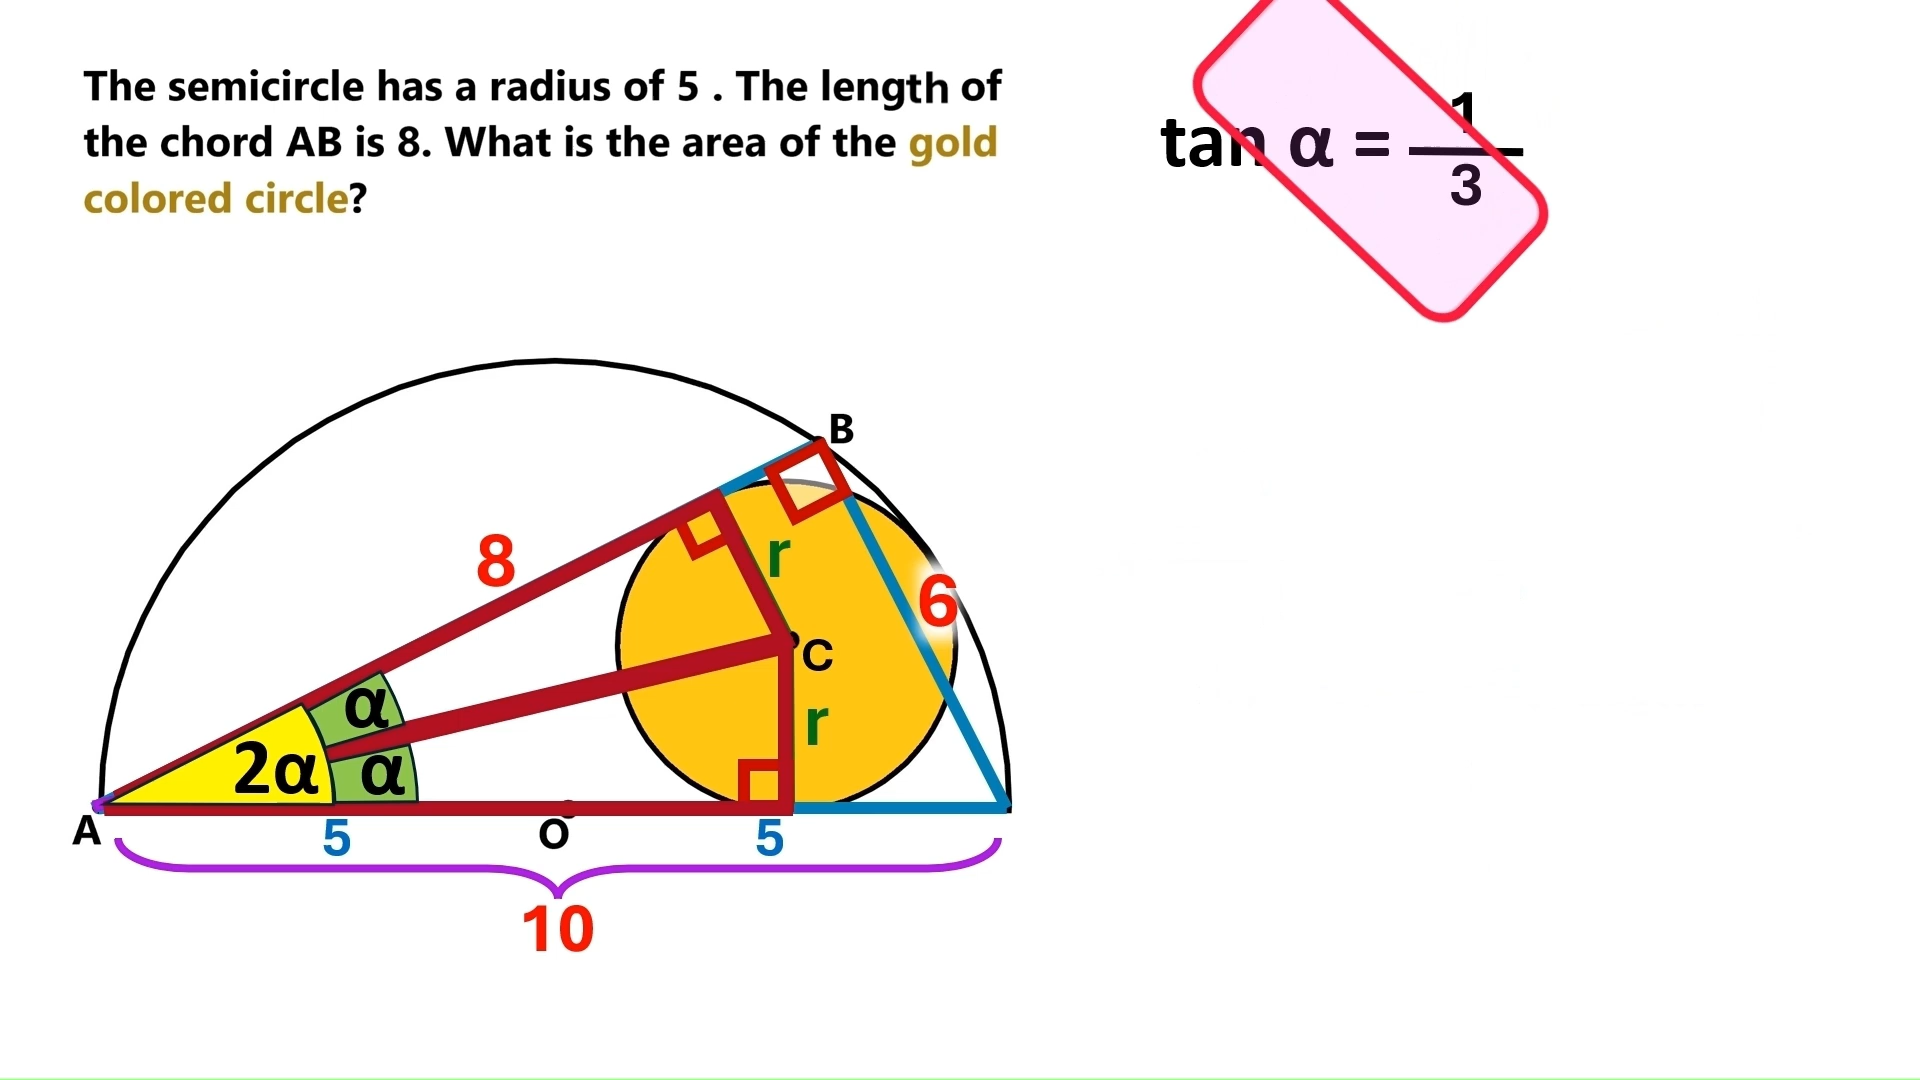 The semicircle has a radius of 5 . The length of
the chord AB is 8. What is the area of the gold
colored circle?
tan α = 1
3
B
8
r
6
C
α
r
2α
α
A
5
O
5
10